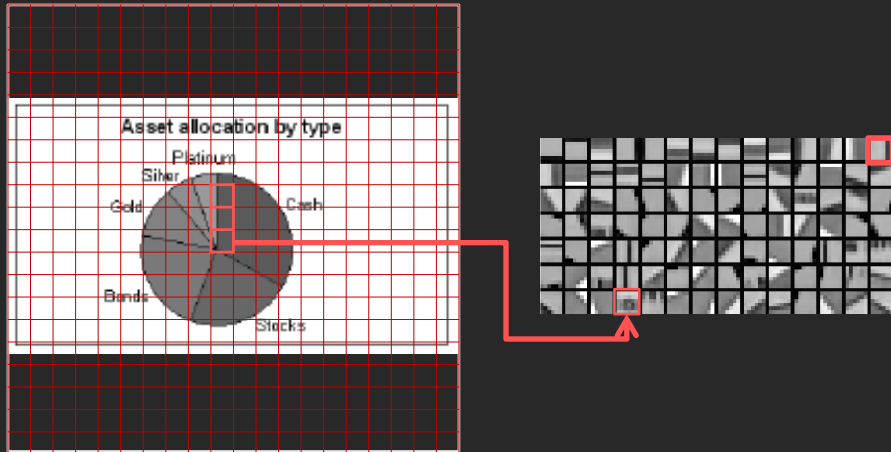 Asset allocation by type
Platinum
Silver
Cash
Gold
Bonds
Stocks